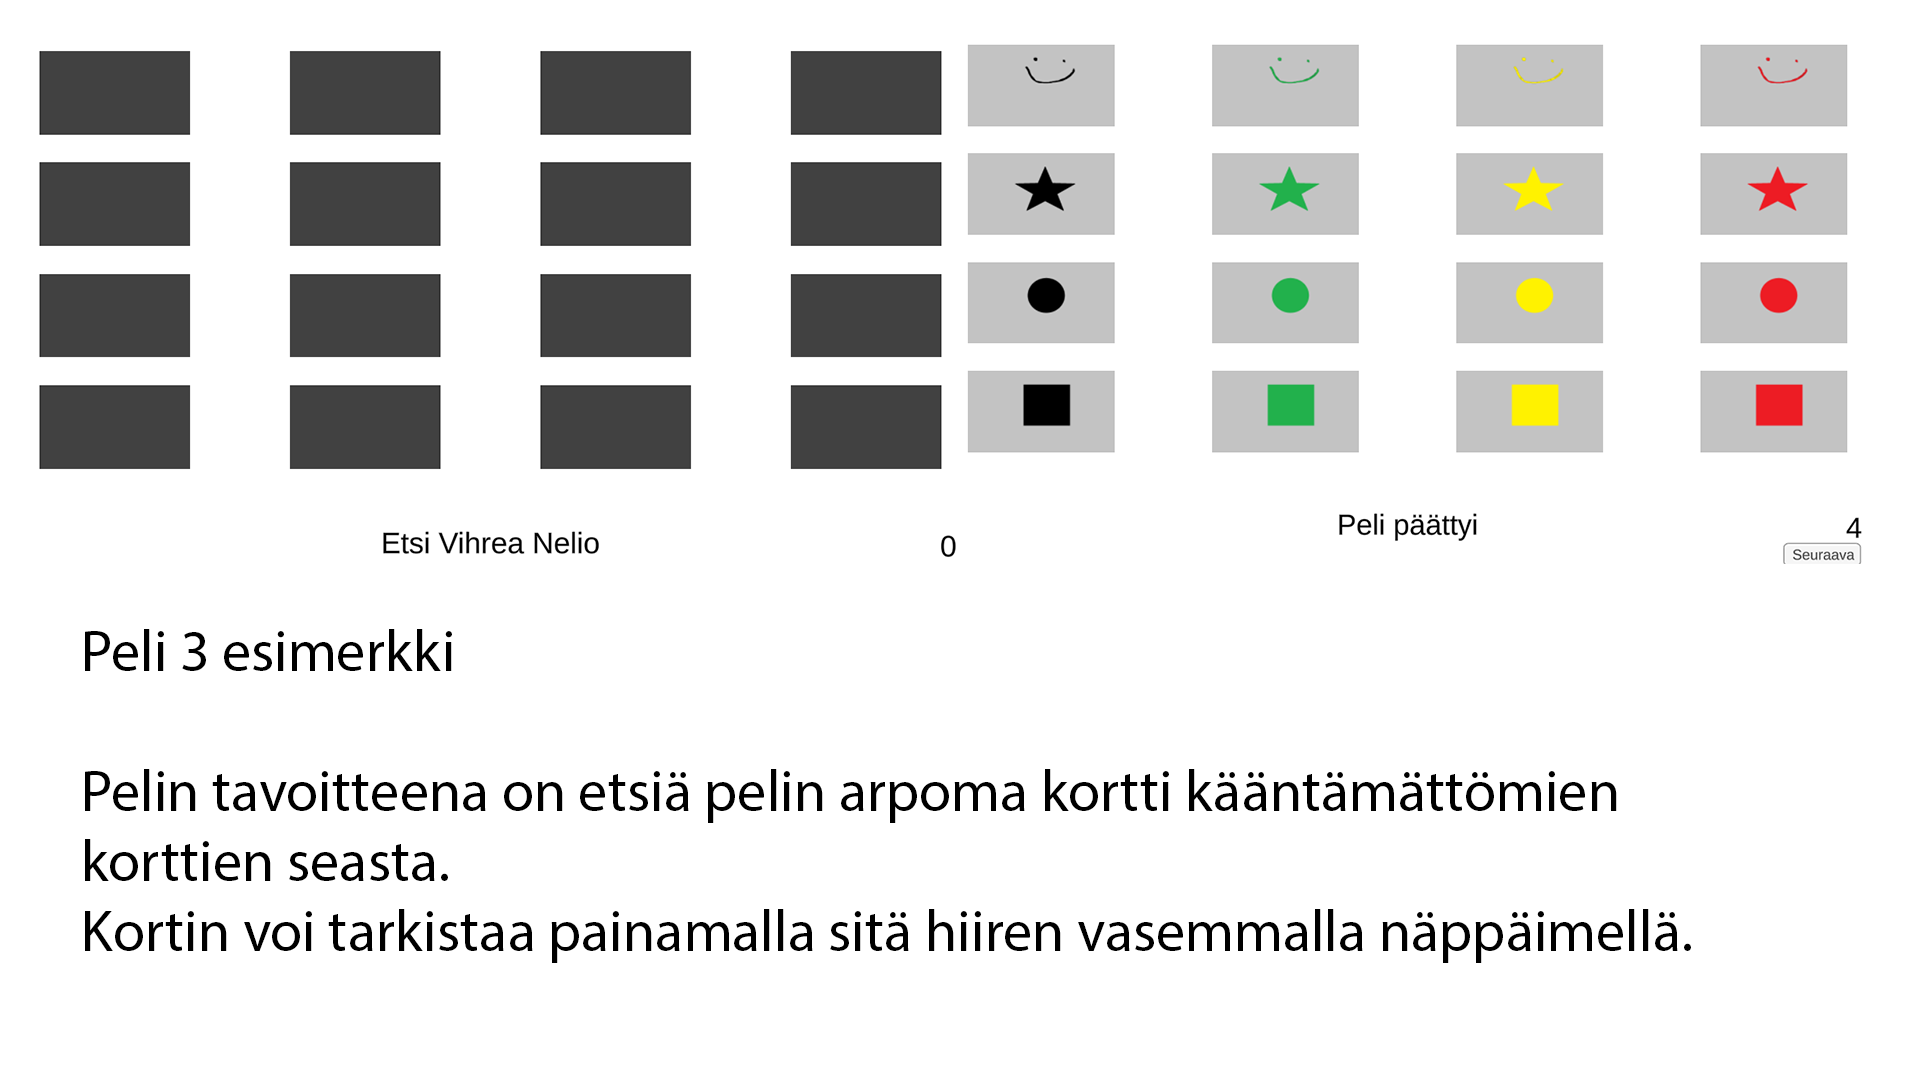 Etsi Vihrea Nelio
0
Peli päättyi
4
Seuraava
Peli 3 esimerkki
Pelin tavoitteena on etsiä pelin arpoma kortti kääntämättömien
korttien seasta.
Kortin voi tarkistaa painamalla sitä hiiren vasemmalla näppäimellä.